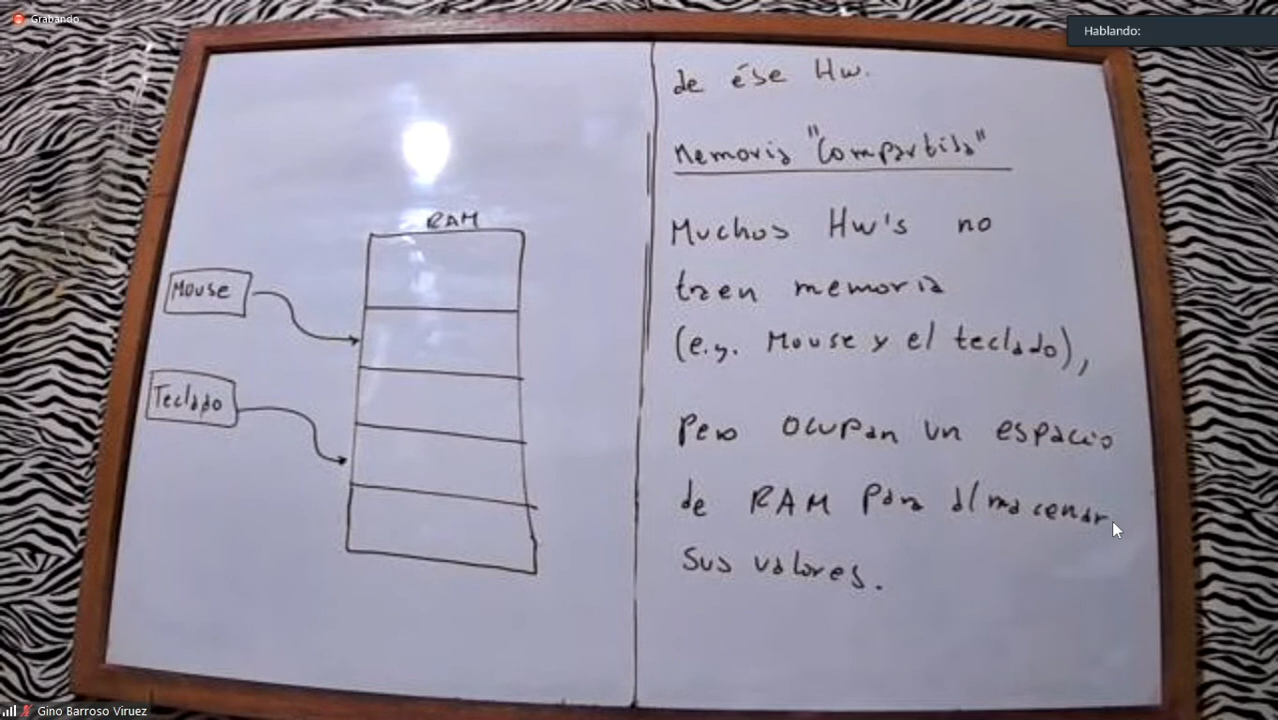 Grabando
Hablando:
RAM
Mouse
Teclado
de ése Hw.
Memoria "Compartida"
Muchos Hw's no
traen memoria
(e.g. Mouse y el teclado),
pero ocupan un espacio
de RAM para almacenar
sus valores.
Gino Barroso Viruez